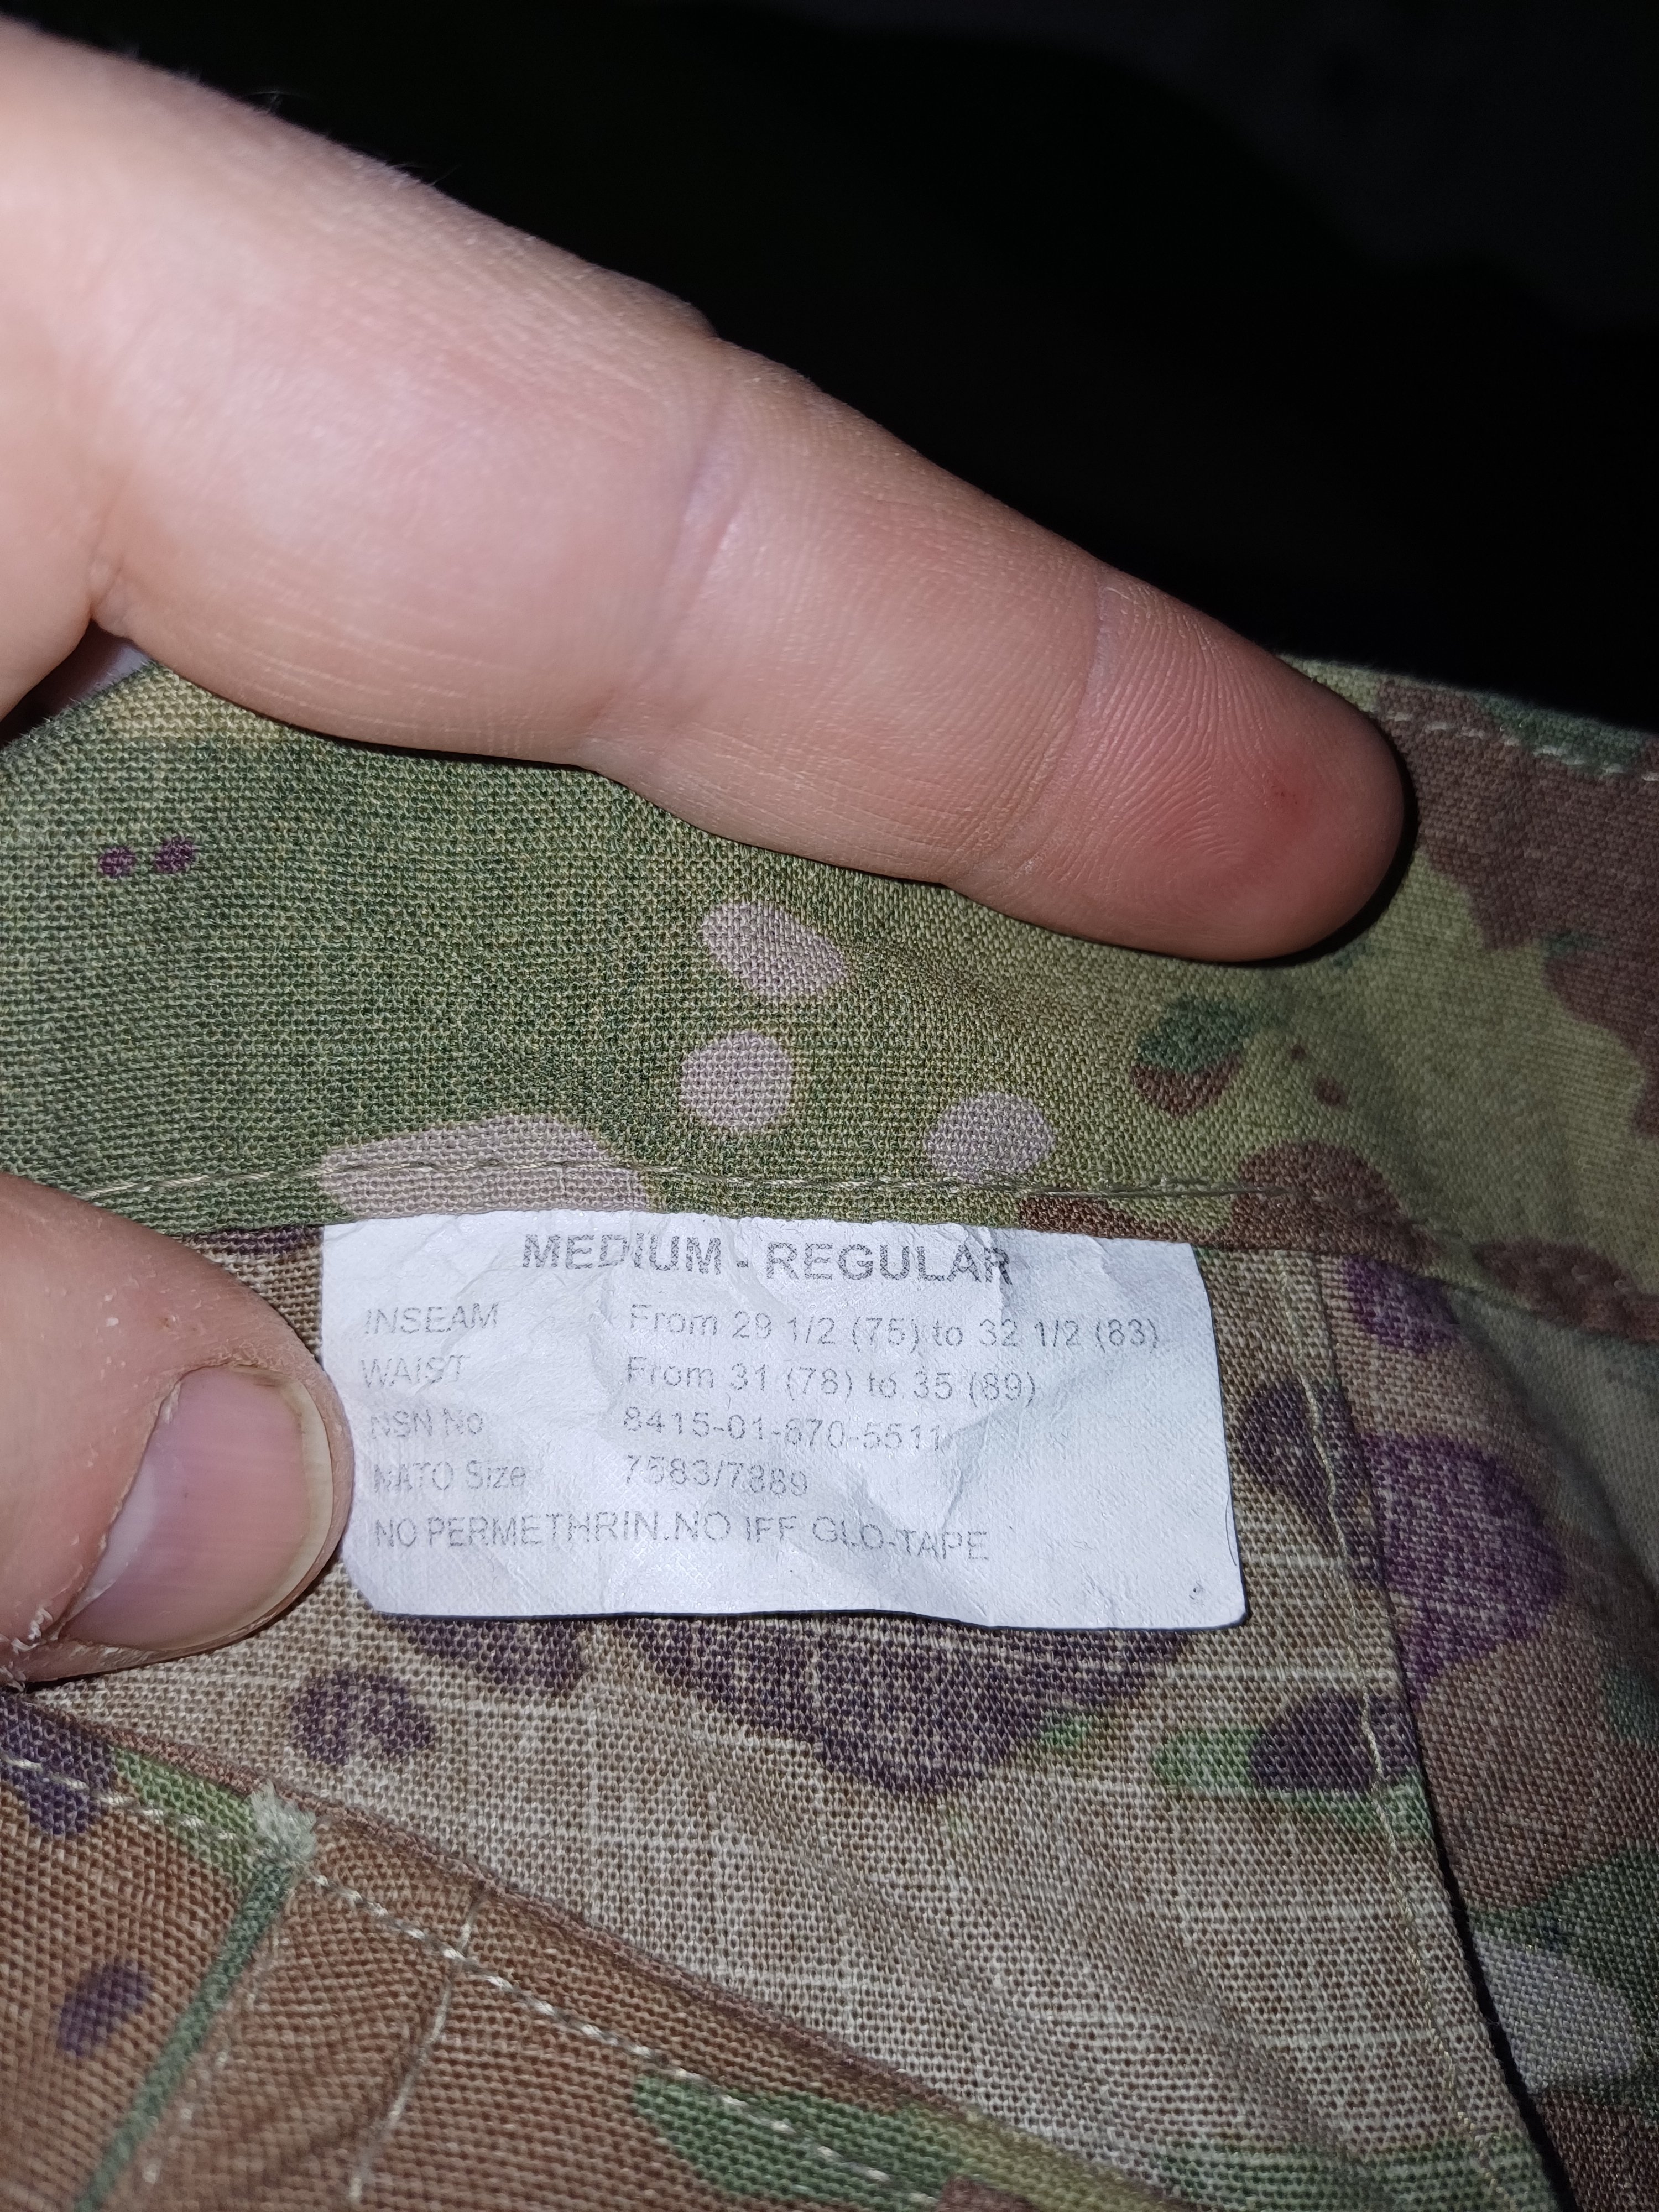 MEDIUM - REGULAR
INSEAM From 29 1/2 (75) to 32 1/2 (83)
WAIST From 31 (78) to 35 (89)
NSN No 8415-01-670-5511
NATO Size 7583/7889
NO PERMETHRIN.NO IFF GLO-TAPE